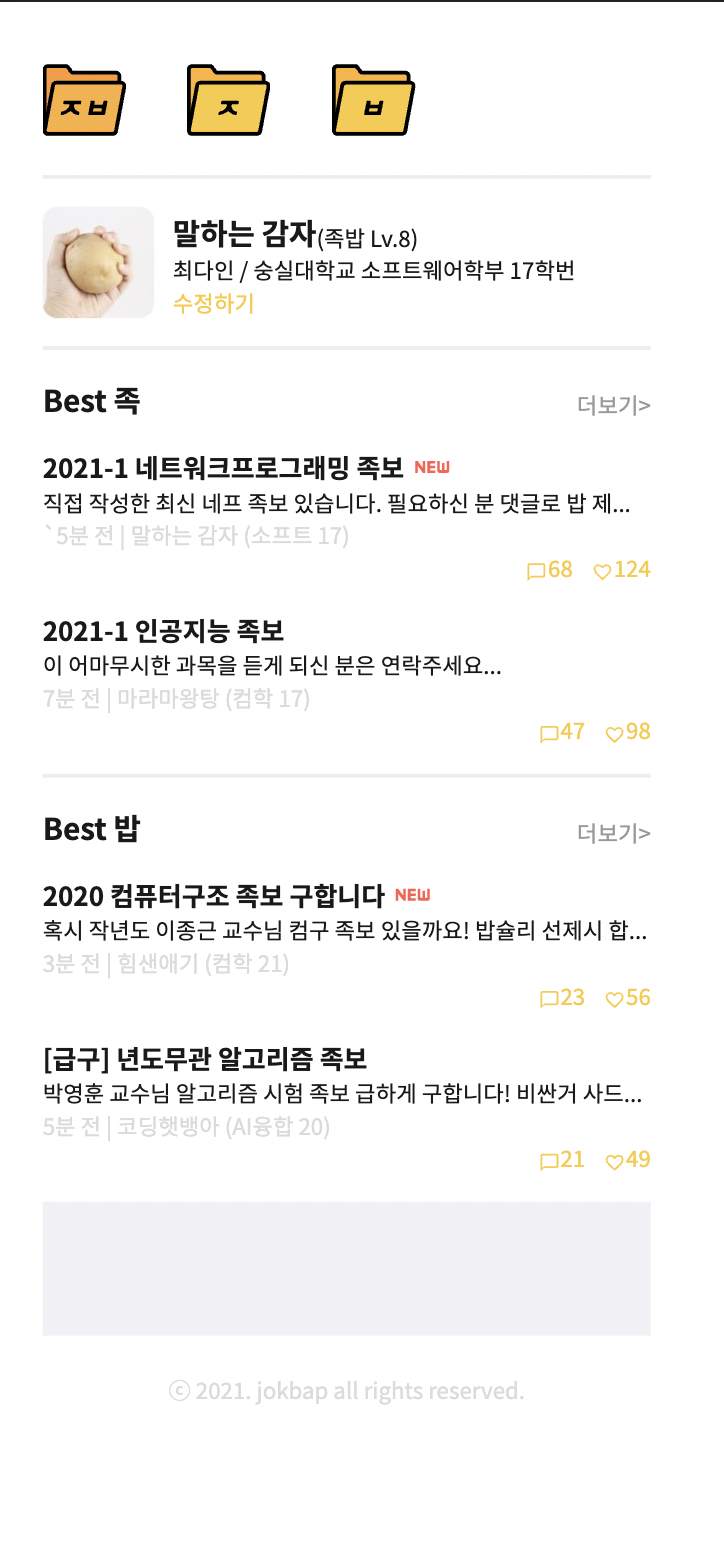 ㅈㅂ ㅈ ㅂ
말하는 감자(족밥 Lv.8)
최다인 / 숭실대학교 소프트웨어학부 17학번
수정하기
Best 족 더보기>
2021-1 네트워크프로그래밍 족보 NEW
직접 작성한 최신 네프 족보 있습니다. 필요하신 분 댓글로 밥 제...
`5분 전 | 말하는 감자 (소프트 17)
68 124
2021-1 인공지능 족보
이 어마무시한 과목을 듣게 되신 분은 연락주세요...
7분 전 | 마라마왕탕 (컴학 17)
47 98
Best 밥 더보기>
2020 컴퓨터구조 족보 구합니다 NEW
혹시 작년도 이종근 교수님 컴구 족보 있을까요! 밥슐리 선제시 합...
3분 전 | 힘샌애기 (컴학 21)
23 56
[급구] 년도무관 알고리즘 족보
박영훈 교수님 알고리즘 시험 족보 급하게 구합니다! 비싼거 사드...
5분 전 | 코딩햇뱅아 (AI융합 20)
21 49
ⓒ 2021. jokbap all rights reserved.